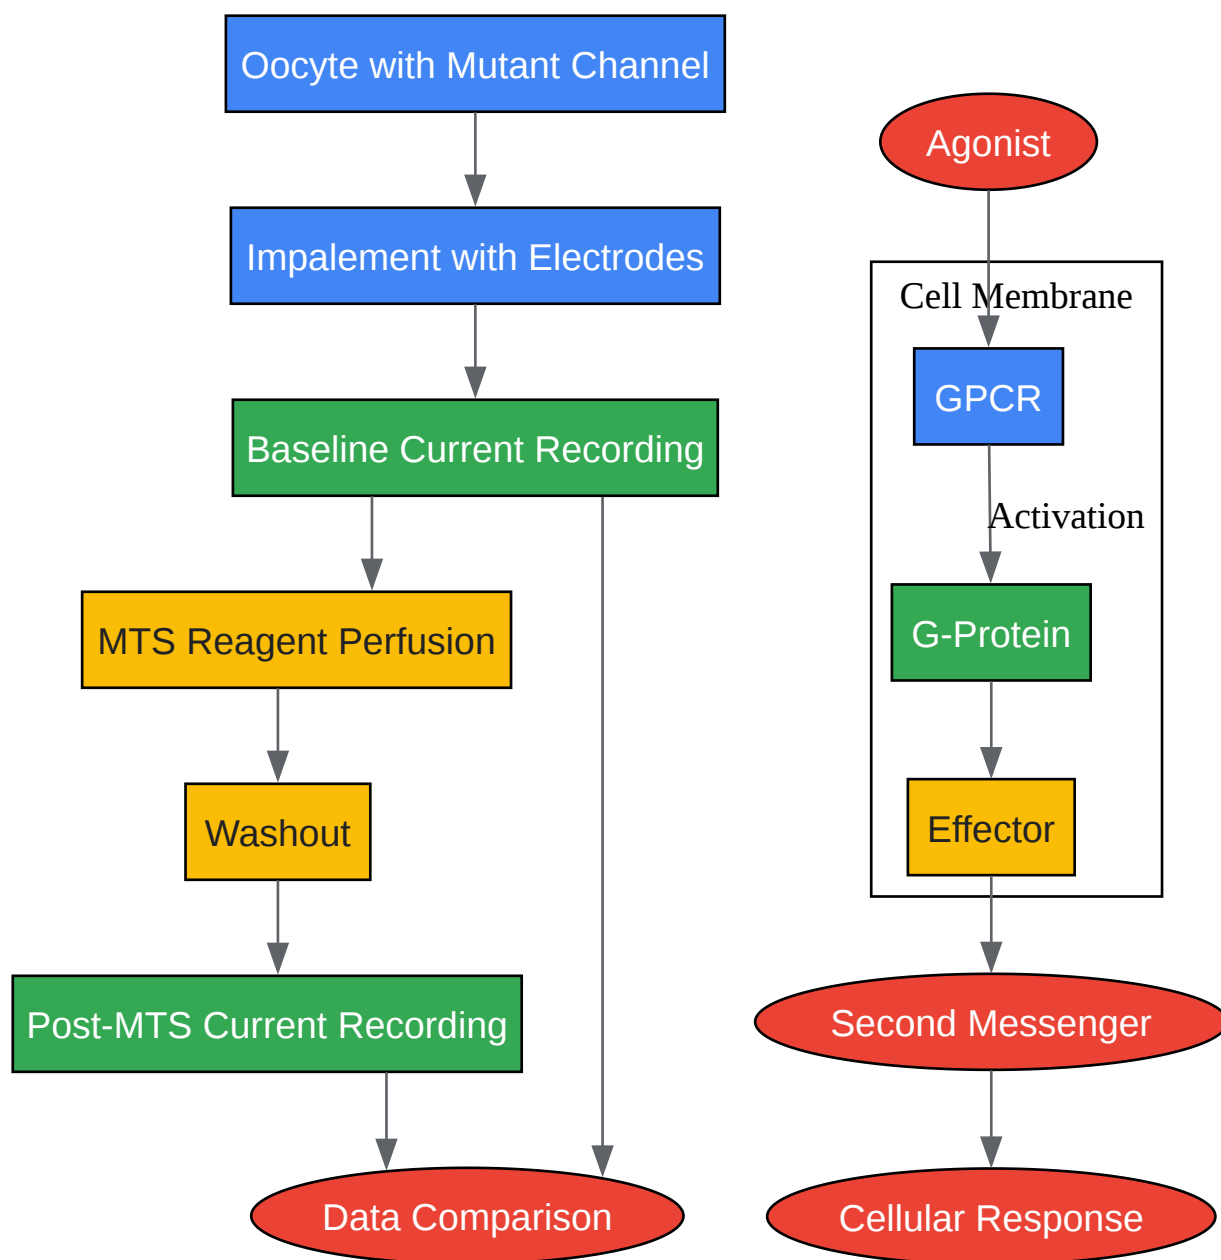 Oocyte with Mutant Channel
Impalement with Electrodes
Baseline Current Recording
MTS Reagent Perfusion
Washout
Post-MTS Current Recording
Data Comparison
Agonist
Cell Membrane
GPCR
Activation
G-Protein
Effector
Second Messenger
Cellular Response